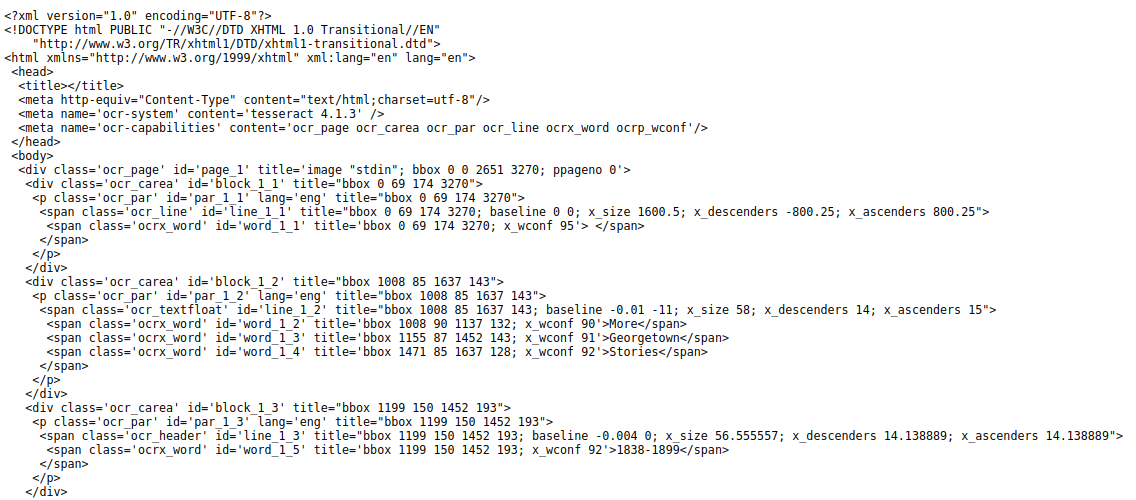 <?xml version="1.0" encoding="UTF-8"?>
<!DOCTYPE html PUBLIC "-//W3C//DTD XHTML 1.0 Transitional//EN"
    "http://www.w3.org/TR/xhtml1/DTD/xhtml1-transitional.dtd">
<html xmlns="http://www.w3.org/1999/xhtml" xml:lang="en" lang="en">
 <head>
  <title></title>
  <meta http-equiv="Content-Type" content="text/html;charset=utf-8"/>
  <meta name='ocr-system' content='tesseract 4.1.3' />
  <meta name='ocr-capabilities' content='ocr_page ocr_carea ocr_par ocr_line ocrx_word ocrp_wconf'/>
 </head>
 <body>
  <div class='ocr_page' id='page_1' title='image "stdin"; bbox 0 0 2651 3270; ppageno 0'>
   <div class='ocr_carea' id='block_1_1' title="bbox 0 69 174 3270">
    <p class='ocr_par' id='par_1_1' lang='eng' title="bbox 0 69 174 3270">
     <span class='ocr_line' id='line_1_1' title="bbox 0 69 174 3270; baseline 0 0; x_size 1600.5; x_descenders -800.25; x_ascenders 800.25">
      <span class='ocrx_word' id='word_1_1' title='bbox 0 69 174 3270; x_wconf 95'> </span>
     </span>
    </p>
   </div>
   <div class='ocr_carea' id='block_1_2' title="bbox 1008 85 1637 143">
    <p class='ocr_par' id='par_1_2' lang='eng' title="bbox 1008 85 1637 143">
     <span class='ocr_textfloat' id='line_1_2' title="bbox 1008 85 1637 143; baseline -0.01 -11; x_size 58; x_descenders 14; x_ascenders 15">
      <span class='ocrx_word' id='word_1_2' title='bbox 1008 90 1137 132; x_wconf 90'>More</span>
      <span class='ocrx_word' id='word_1_3' title='bbox 1155 87 1452 143; x_wconf 91'>Georgetown</span>
      <span class='ocrx_word' id='word_1_4' title='bbox 1471 85 1637 128; x_wconf 92'>Stories</span>
     </span>
    </p>
   </div>
   <div class='ocr_carea' id='block_1_3' title="bbox 1199 150 1452 193">
    <p class='ocr_par' id='par_1_3' lang='eng' title="bbox 1199 150 1452 193">
     <span class='ocr_header' id='line_1_3' title="bbox 1199 150 1452 193; baseline -0.004 0; x_size 56.555557; x_descenders 14.138889; x_ascenders 14.138889">
      <span class='ocrx_word' id='word_1_5' title='bbox 1199 150 1452 193; x_wconf 92'>1838-1899</span>
     </span>
    </p>
   </div>